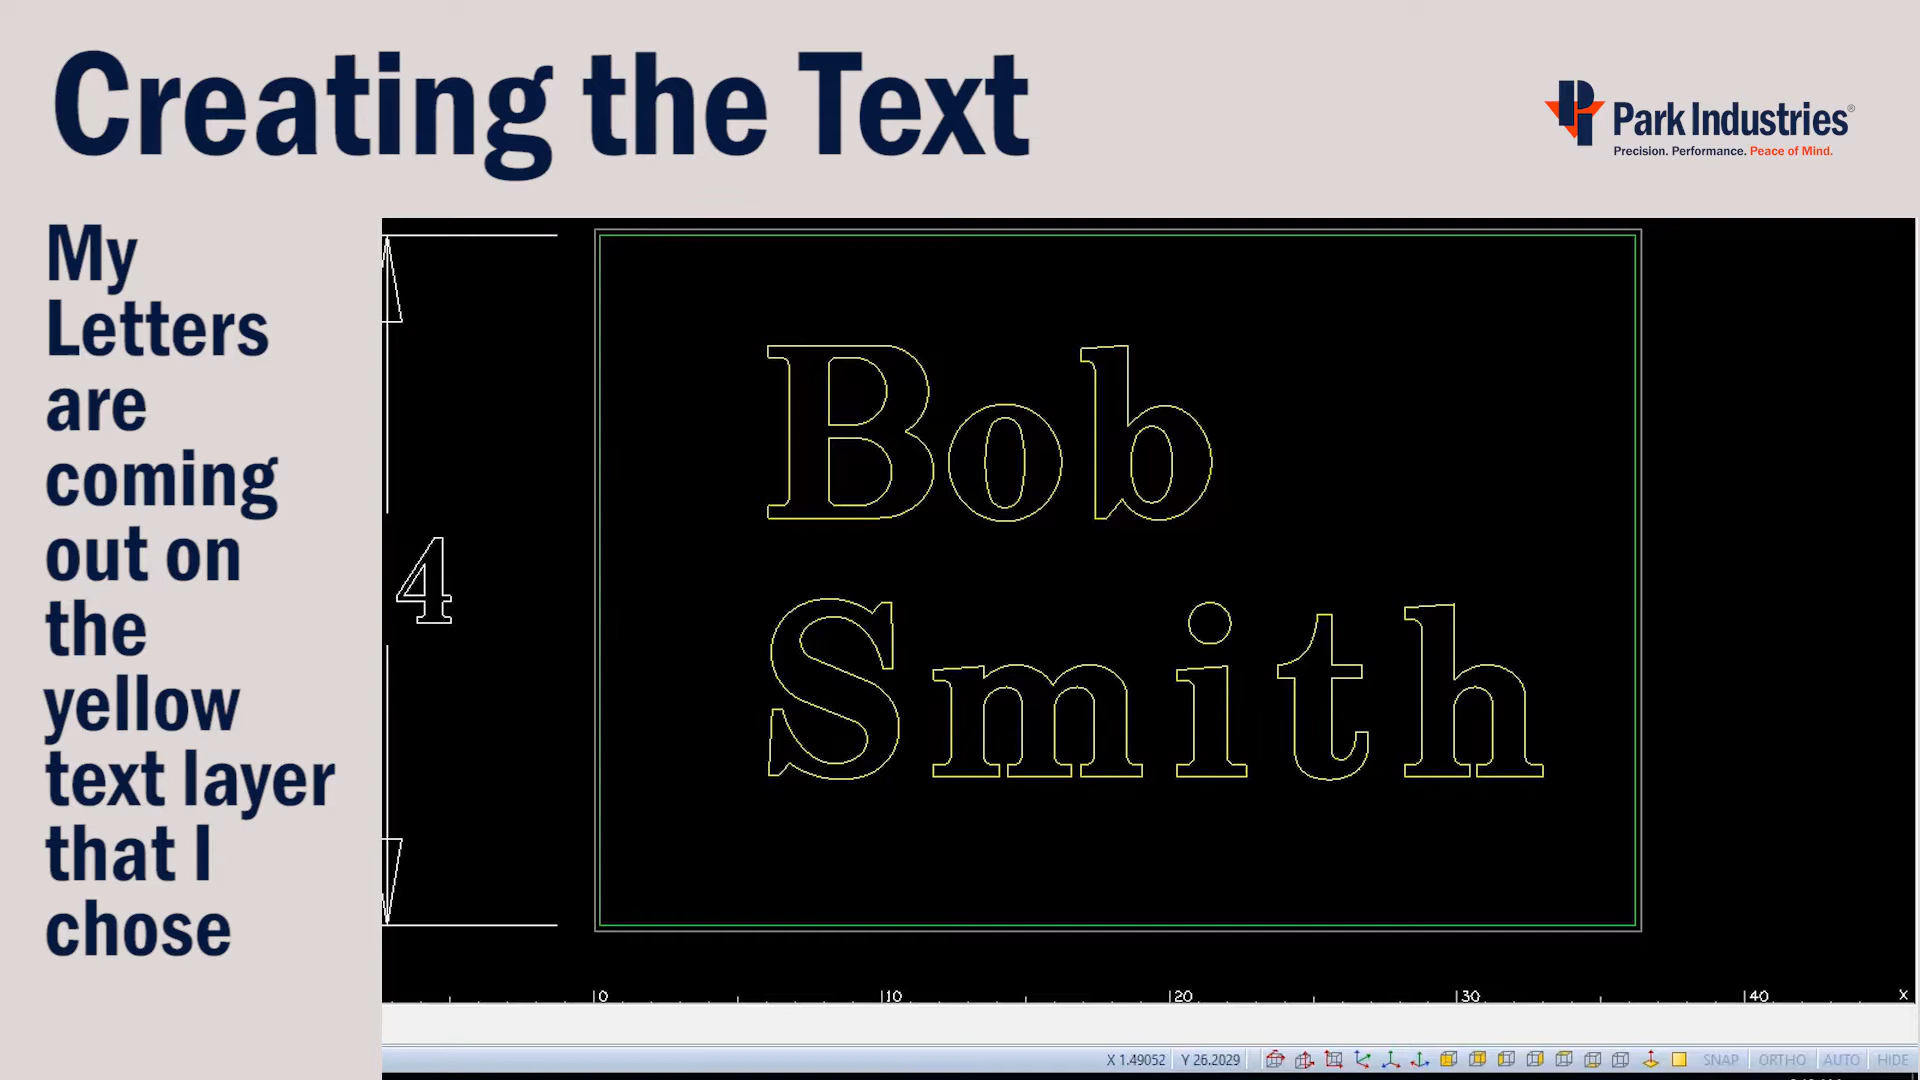 Creating the Text
Park Industries®
Precision. Performance. Peace of Mind.
My
Letters
are
coming
out on
the
yellow
text layer
that I
chose
4
Bob
Smith
0 10 20 30 40 X
X 1.49052 Y 26.2029 SNAP ORTHO AUTO HIDE